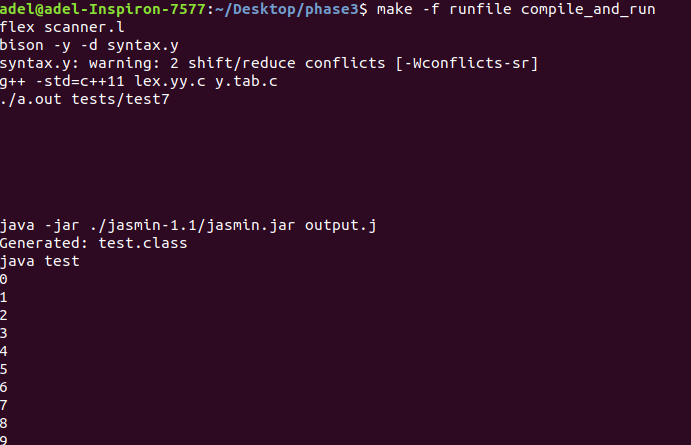 adel@adel-Inspiron-7577:~/Desktop/phase3$ make -f runfile compile_and_run
flex scanner.l
bison -y -d syntax.y
syntax.y: warning: 2 shift/reduce conflicts [-Wconflicts-sr]
g++ -std=c++11 lex.yy.c y.tab.c
./a.out tests/test7
java -jar ./jasmin-1.1/jasmin.jar output.j
Generated: test.class
java test
0
1
2
3
4
5
6
7
8
9